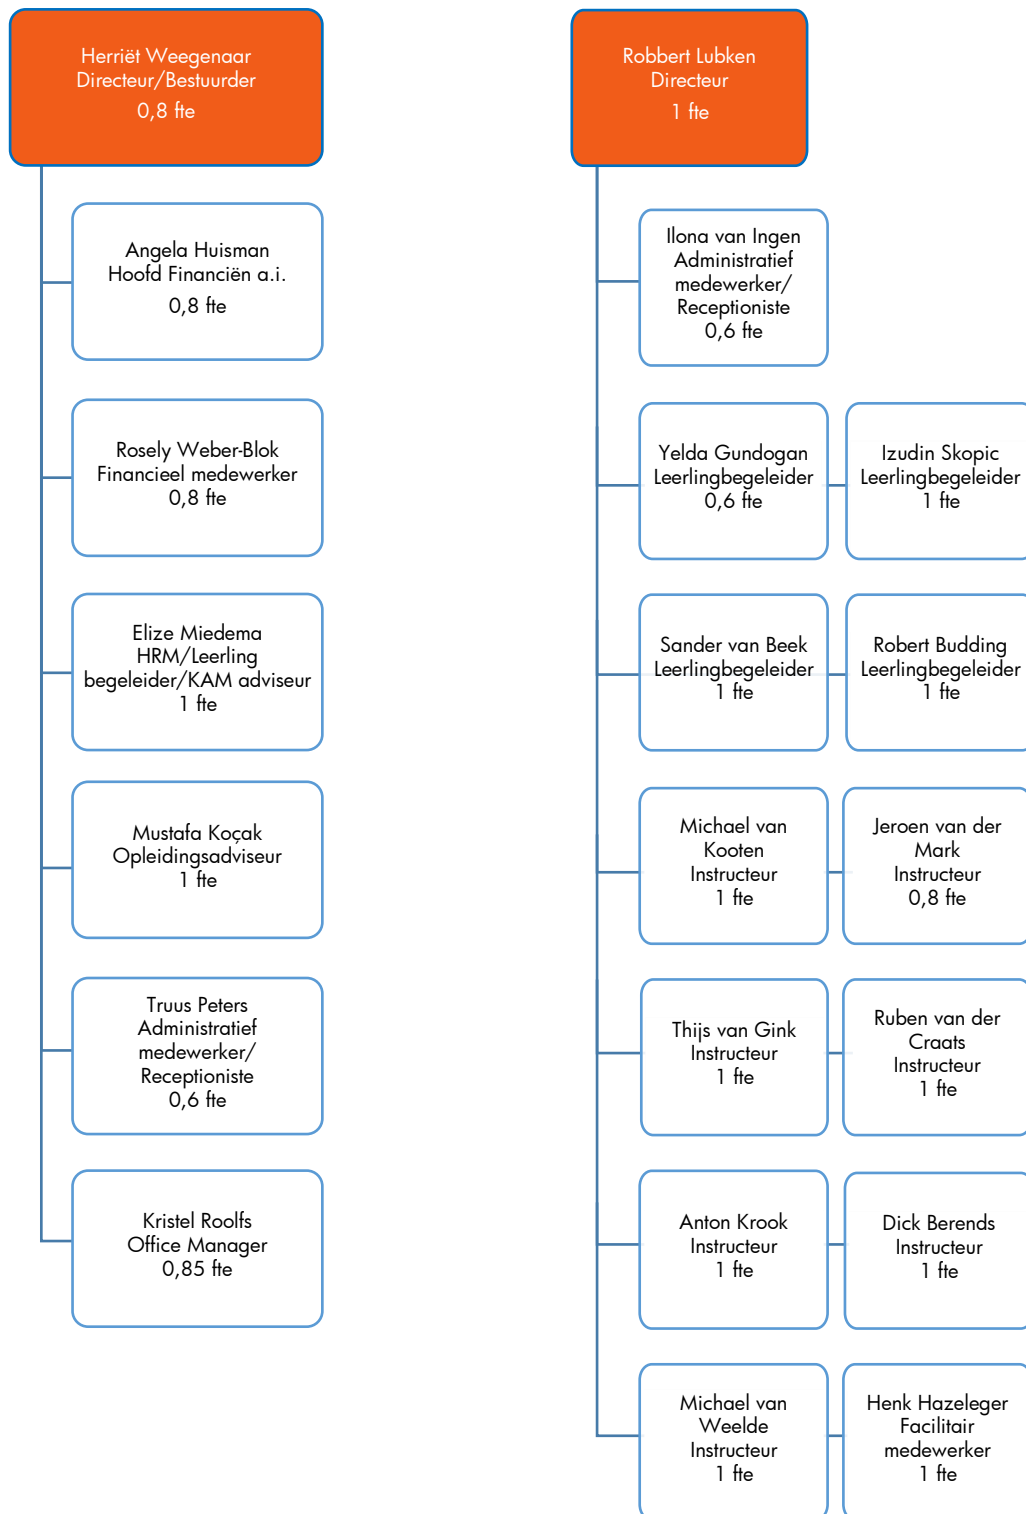 Herriët Weegenaar
Directeur/Bestuurder
0,8 fte
Angela Huisman
Hoofd Financiën a.i.
0,8 fte
Rosely Weber-Blok
Financieel medewerker
0,8 fte
Elize Miedema
HRM/Leerling
begeleider/KAM adviseur
1 fte
Mustafa Koçak
Opleidingsadviseur
1 fte
Truus Peters
Administratief
medewerker/
Receptioniste
0,6 fte
Kristel Roolfs
Office Manager
0,85 fte
Robbert Lubken
Directeur
1 fte
Ilona van Ingen
Administratief
medewerker/
Receptioniste
0,6 fte
Yelda Gundogan
Leerlingbegeleider
0,6 fte
Izudin Skopic
Leerlingbegeleider
1 fte
Sander van Beek
Leerlingbegeleider
1 fte
Robert Budding
Leerlingbegeleider
1 fte
Michael van
Kooten
Instructeur
1 fte
Jeroen van der
Mark
Instructeur
0,8 fte
Thijs van Gink
Instructeur
1 fte
Ruben van der
Craats
Instructeur
1 fte
Anton Krook
Instructeur
1 fte
Dick Berends
Instructeur
1 fte
Michael van
Weelde
Instructeur
1 fte
Henk Hazeleger
Facilitair
medewerker
1 fte